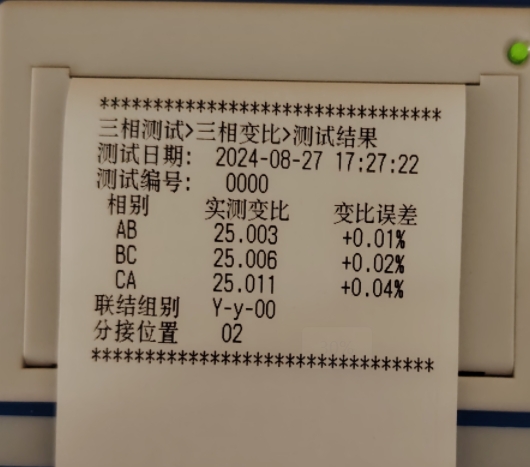 **********************************
三相测试>三相变比>测试结果
测试日期: 2024-08-27 17:27:22
测试编号: 0000
相别 实测变比 变比误差
AB 25.003 +0.01%
BC 25.006 +0.02%
CA 25.011 +0.04%
联结组别 Y-y-00
分接位置 02
**********************************